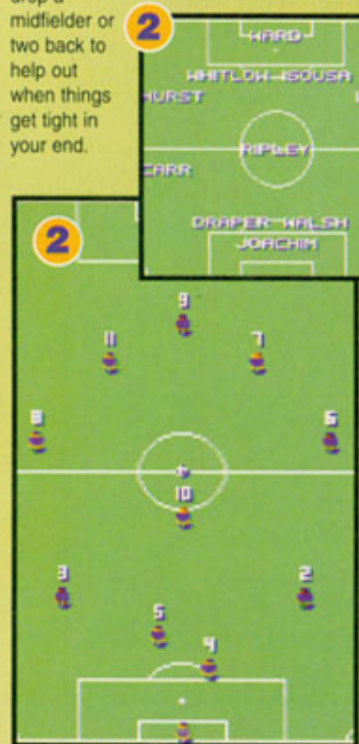 drop a
midfielder or
two back to
help out
when things
get tight in
your end.
2
WARD
WHITLOW ISOUSA
HURST
RIPLEY
CARR
DRAPER WALSH
JOACHIM
2
9
11
7
8
6
10
3
2
5
4